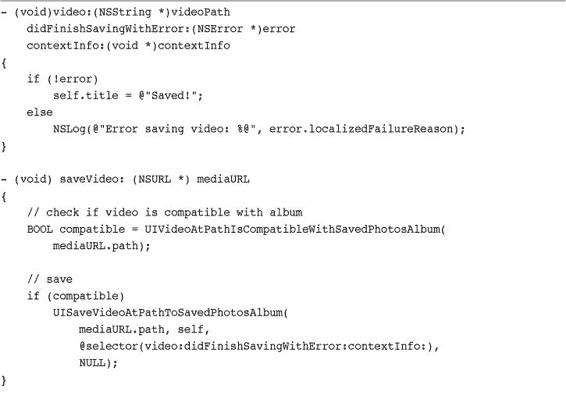 - (void)video:(NSString *)videoPath
    didFinishSavingWithError:(NSError *)error
    contextInfo:(void *)contextInfo
{
    if (!error)
        self.title = @"Saved!";
    else
        NSLog(@"Error saving video: %@", error.localizedFailureReason);
}

- (void) saveVideo: (NSURL *) mediaURL
{
    // check if video is compatible with album
    BOOL compatible = UIVideoAtPathIsCompatibleWithSavedPhotosAlbum(
        mediaURL.path);

    // save
    if (compatible)
        UISaveVideoAtPathToSavedPhotosAlbum(
            mediaURL.path, self,
            @selector(video:didFinishSavingWithError:contextInfo:),
            NULL);
}